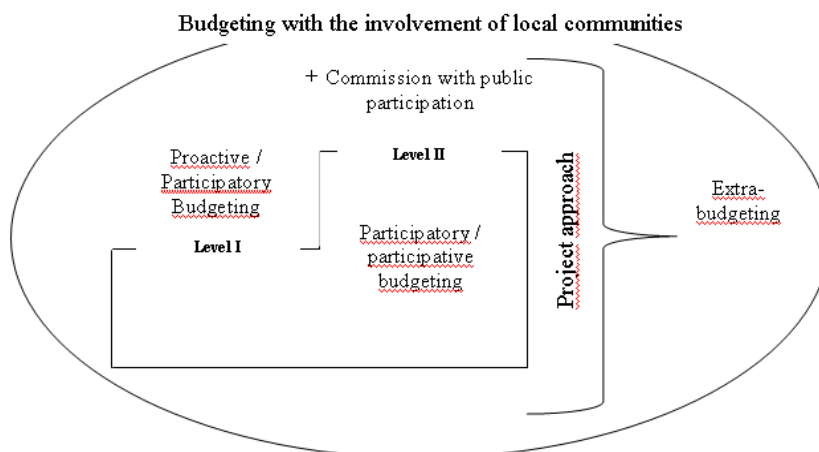 Budgeting with the involvement of local communities
+ Commission with public
participation
Proactive /
Participatory
Budgeting
Level I
Level II
Participatory /
participative
budgeting
Project approach
Extra-
budgeting